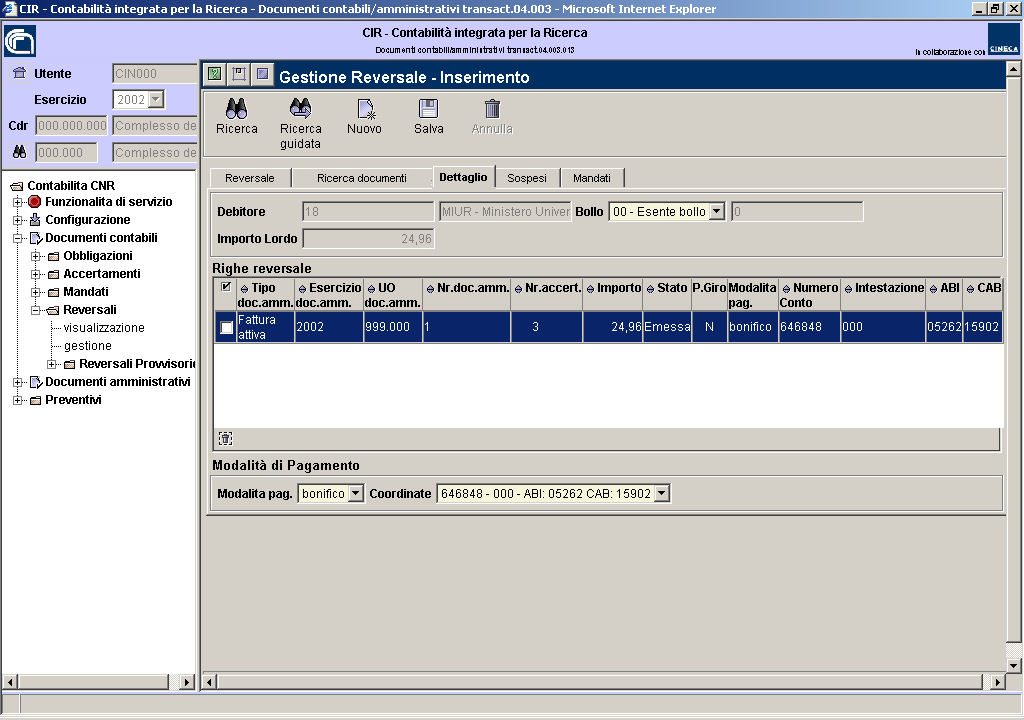 CIR - Contabilità integrata per la Ricerca - Documenti contabili/amministrativi transact.04.003 - Microsoft Internet Explorer
CIR - Contabilità integrata per la Ricerca
Documenti contabili/amministrativi transact.04.003.013
In collaborazione con
CINECA
Utente CIN000
Esercizio 2002
Cdr 000.000.000 Complesso de
000.000 Complesso de
Contabilita CNR
Funzionalita di servizio
Configurazione
Documenti contabili
Obbligazioni
Accertamenti
Mandati
Reversali
visualizzazione
gestione
Reversali Provvisorie
Documenti amministrativi
Preventivi
Gestione Reversale - Inserimento
Ricerca Ricerca guidata Nuovo Salva Annulla
Reversale Ricerca documenti Dettaglio Sospesi Mandati
Debitore 18 MIUR - Ministero Univer Bollo 00 - Esente bollo 0
Importo Lordo 24,96
Righe reversale
Tipo doc.amm. Esercizio doc.amm. UO doc.amm. Nr.doc.amm. Nr.accert. Importo Stato P.Giro Modalita pag. Numero Conto Intestazione ABI CAB
Fattura attiva 2002 999.000 1 3 24,96 Emessa N bonifico 646848 000 05262 15902
Modalità di Pagamento
Modalita pag. bonifico Coordinate 646848 - 000 - ABI: 05262 CAB: 15902